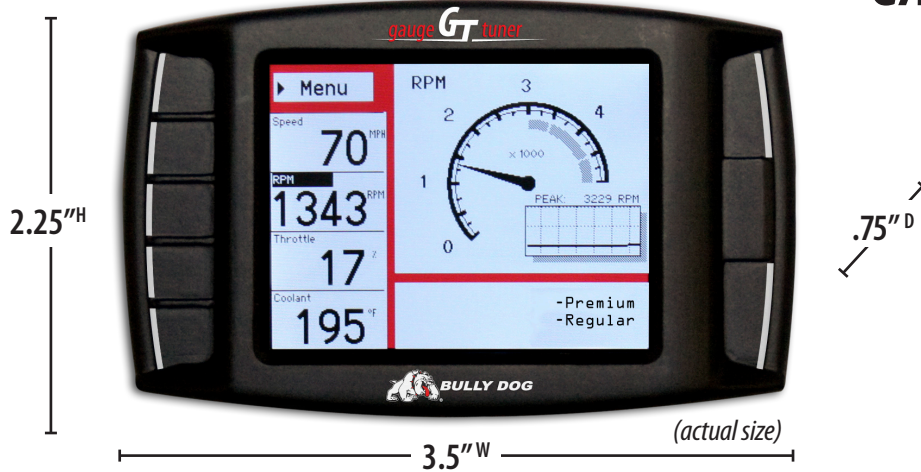 gauge GT tuner
Menu
Speed
70 MPH
RPM
1343 RPM
Throttle
17 %
Coolant
195 °F
RPM
0
1
2
3
4
x 1000
PEAK: 3229 RPM
-Premium
-Regular
BULLY DOG
2.25"H
.75" D
3.5" W
(actual size)